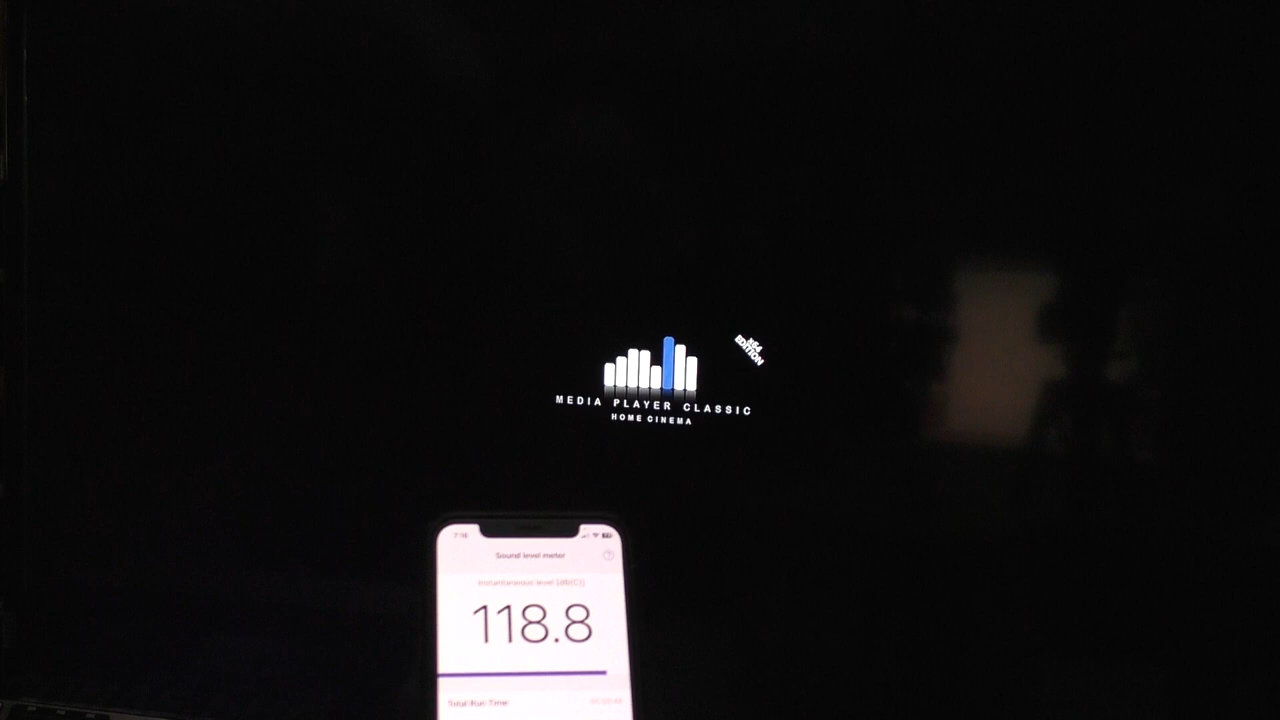 x64
EDITION
MEDIA PLAYER CLASSIC
HOME CINEMA
Sound level meter
Instantaneous level [dB(C)]
118.8
Total Run Time